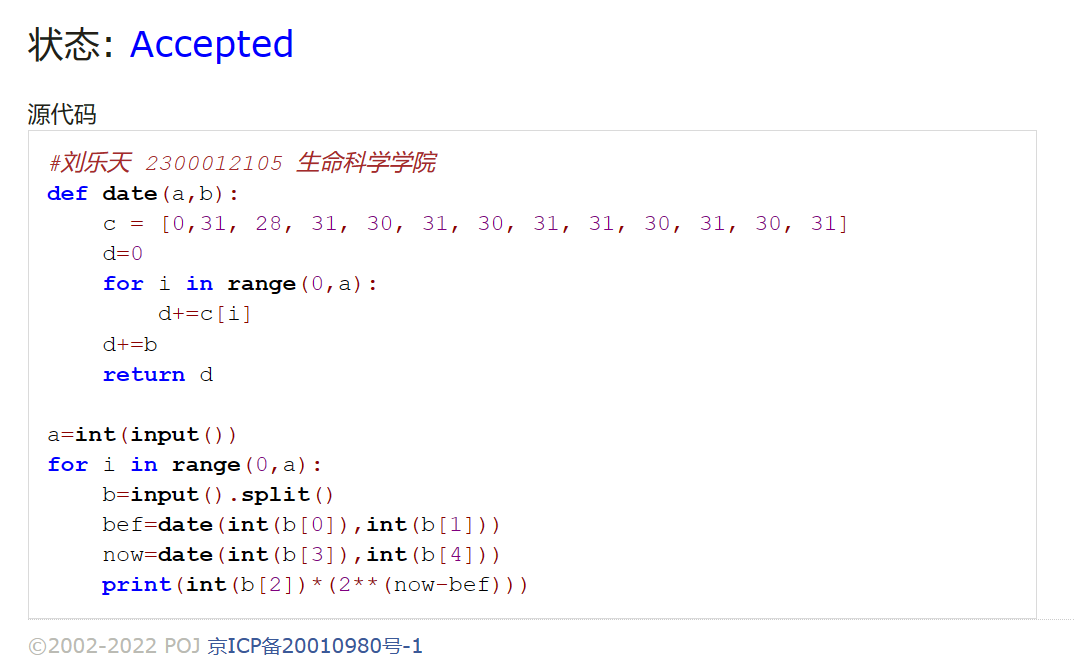 状态: Accepted
源代码
#刘乐天 2300012105 生命科学学院
def date(a,b):
    c = [0,31, 28, 31, 30, 31, 30, 31, 31, 30, 31, 30, 31]
    d=0
    for i in range(0,a):
        d+=c[i]
    d+=b
    return d

a=int(input())
for i in range(0,a):
    b=input().split()
    bef=date(int(b[0]),int(b[1]))
    now=date(int(b[3]),int(b[4]))
    print(int(b[2])*(2**(now-bef)))
©2002-2022 POJ 京ICP备20010980号-1